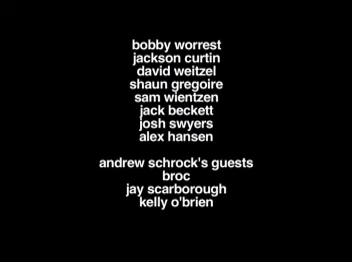 bobby worrest
jackson curtin
david weitzel
shaun gregoire
sam wientzen
jack beckett
josh swyers
alex hansen
andrew schrock's guests
broc
jay scarborough
kelly o'brien